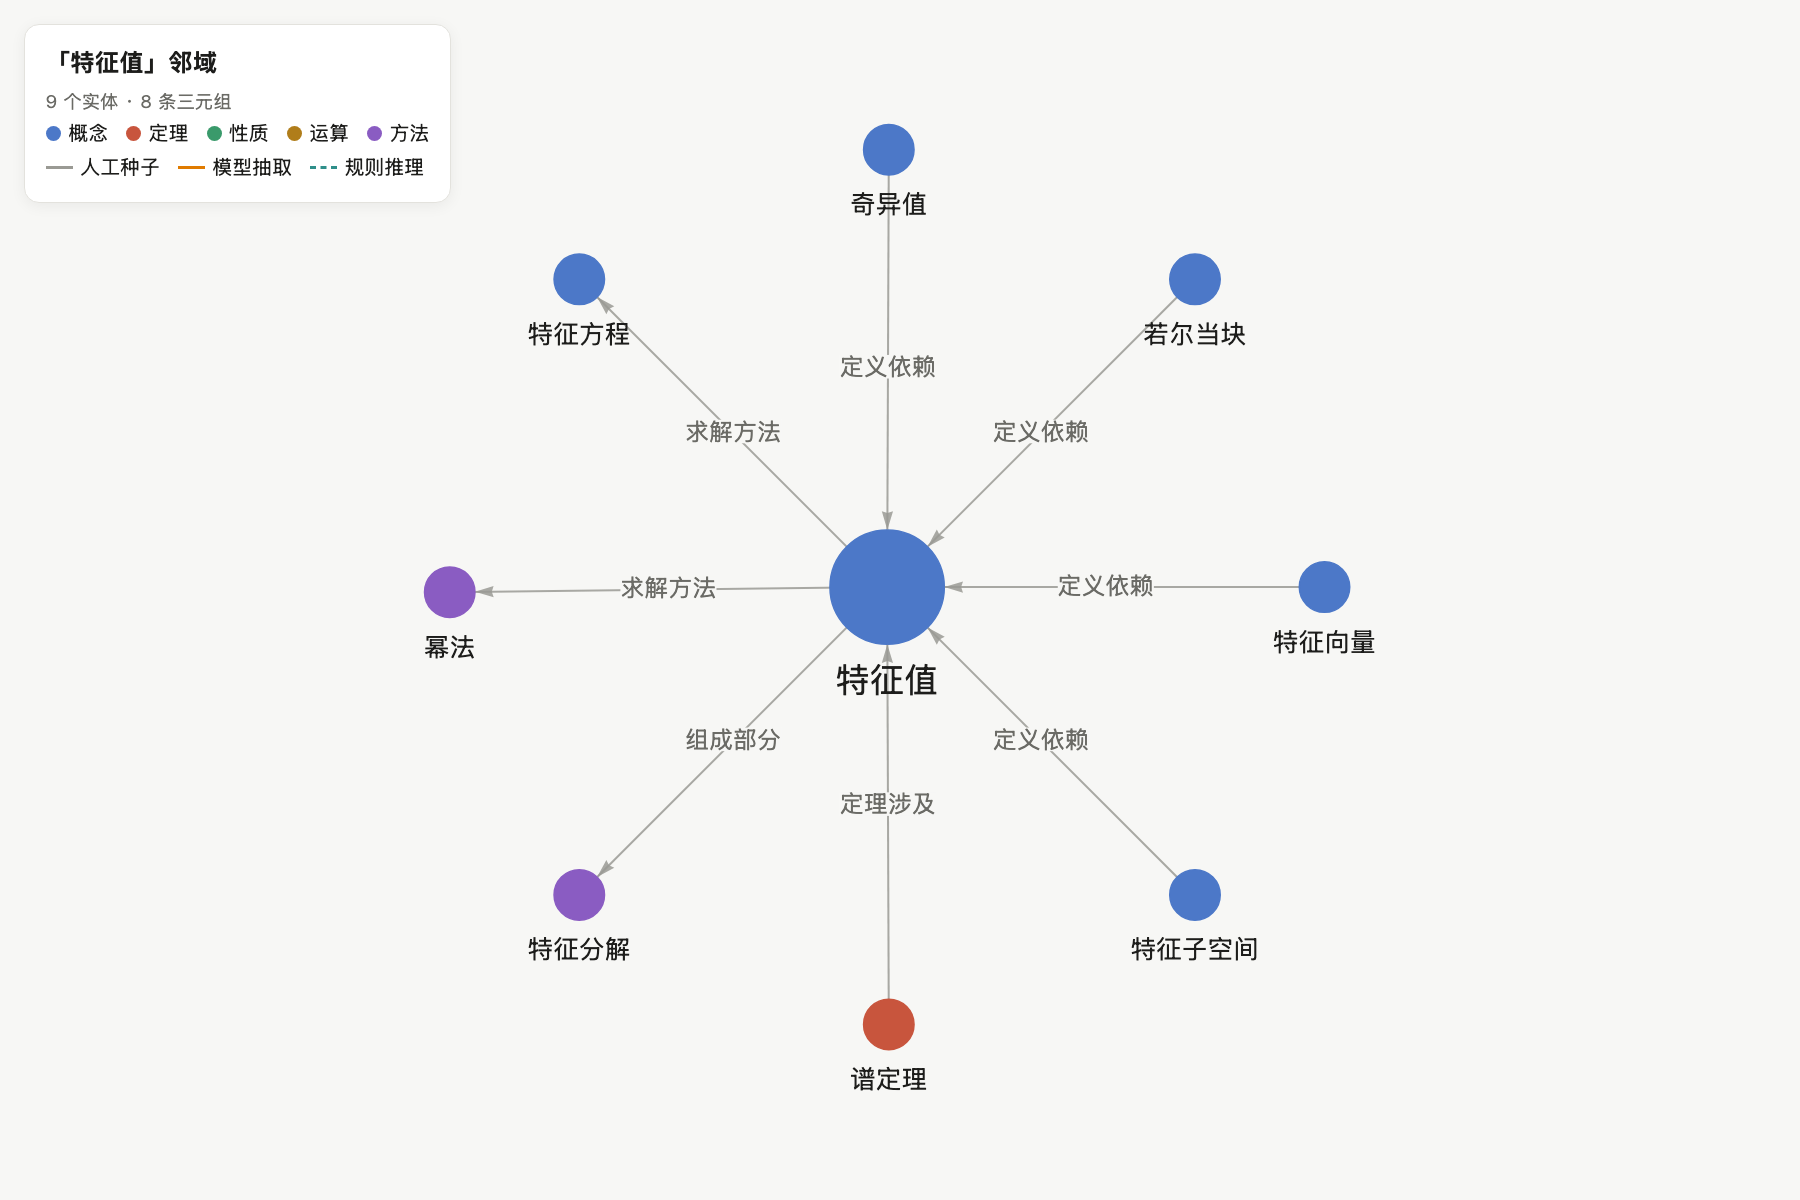 「特征值」邻域
9 个实体 · 8 条三元组
概念 定理 性质 运算 方法
人工种子 模型抽取 规则推理
奇异值
特征方程
若尔当块
定义依赖
求解方法
定义依赖
求解方法
定义依赖
幂法
特征向量
特征值
组成部分
定义依赖
定理涉及
特征分解
特征子空间
谱定理